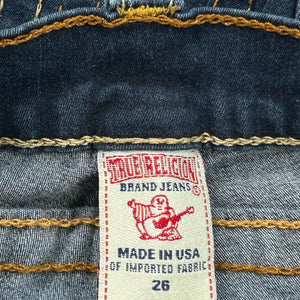 TRUE RELIGION
BRAND JEANS ®
MADE IN USA
OF IMPORTED FABRIC
26